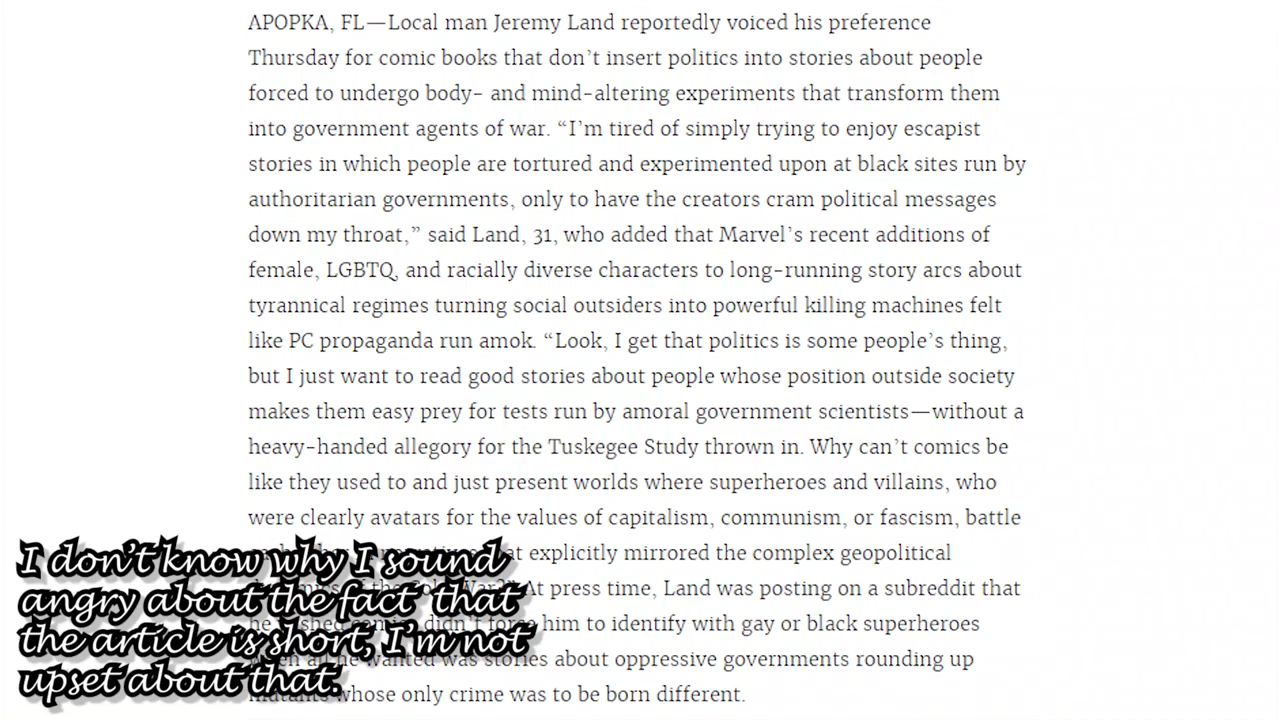 APOPKA, FL—Local man Jeremy Land reportedly voiced his preference
Thursday for comic books that don’t insert politics into stories about people
forced to undergo body- and mind-altering experiments that transform them
into government agents of war. “I’m tired of simply trying to enjoy escapist
stories in which people are tortured and experimented upon at black sites run by
authoritarian governments, only to have the creators cram political messages
down my throat,” said Land, 31, who added that Marvel’s recent additions of
female, LGBTQ, and racially diverse characters to long-running story arcs about
tyrannical regimes turning social outsiders into powerful killing machines felt
like PC propaganda run amok. “Look, I get that politics is some people’s thing,
but I just want to read good stories about people whose position outside society
makes them easy prey for tests run by amoral government scientists—without a
heavy-handed allegory for the Tuskegee Study thrown in. Why can’t comics be
like they used to and just present worlds where superheroes and villains, who
were clearly avatars for the values of capitalism, communism, or fascism, battle
explicitly mirrored the complex geopolitical
At press time, Land was posting on a subreddit that
didn’t force him to identify with gay or black superheroes
wanted was stories about oppressive governments rounding up
whose only crime was to be born different.
I don’t know why I sound
angry about the fact that
the article is short, I’m not
upset about that.